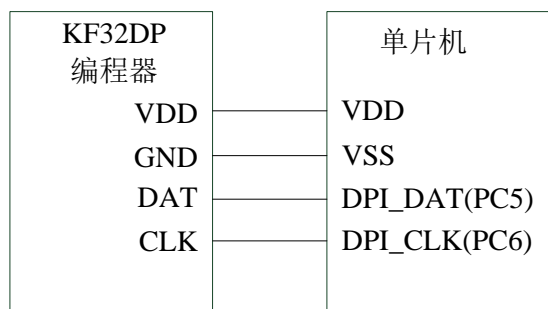 KF32DP
编程器
VDD
GND
DAT
CLK
单片机
VDD
VSS
DPI_DAT(PC5)
DPI_CLK(PC6)